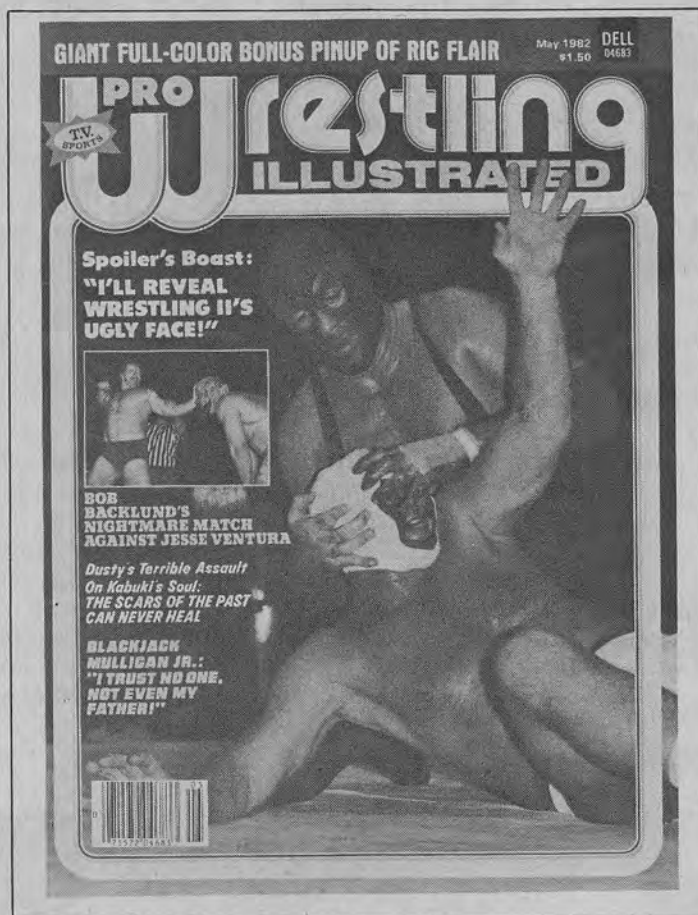 GIANT FULL-COLOR BONUS PINUP OF RIC FLAIR
May 1982
$1.50
DELL
04683
PRO
Wrestling
ILLUSTRATED
T.V.
SPORTS
Spoiler's Boast:
"I'LL REVEAL
WRESTLING II'S
UGLY FACE!"
BOB
BACKLUND'S
NIGHTMARE MATCH
AGAINST JESSE VENTURA
Dusty's Terrible Assault
On Kabuki's Soul:
THE SCARS OF THE PAST
CAN NEVER HEAL
BLACKJACK
MULLIGAN JR.:
"I TRUST NO ONE,
NOT EVEN MY
FATHER!"